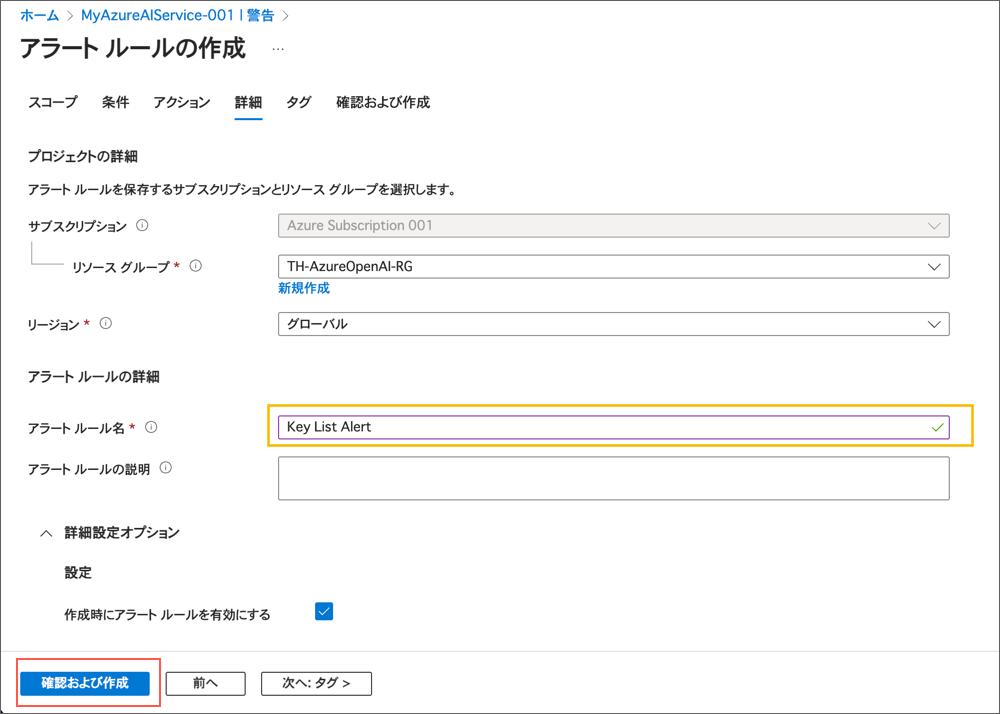 ホーム > MyAzureAIService-001 | 警告 >
アラート ルールの作成 ...
スコープ 条件 アクション 詳細 タグ 確認および作成
プロジェクトの詳細
アラート ルールを保存するサブスクリプションとリソース グループを選択します。
サブスクリプション Azure Subscription 001
リソース グループ * TH-AzureOpenAI-RG
新規作成
リージョン * グローバル
アラート ルールの詳細
アラート ルール名 * Key List Alert
アラート ルールの説明
詳細設定オプション
設定
作成時にアラート ルールを有効にする
確認および作成 前へ 次へ: タグ >